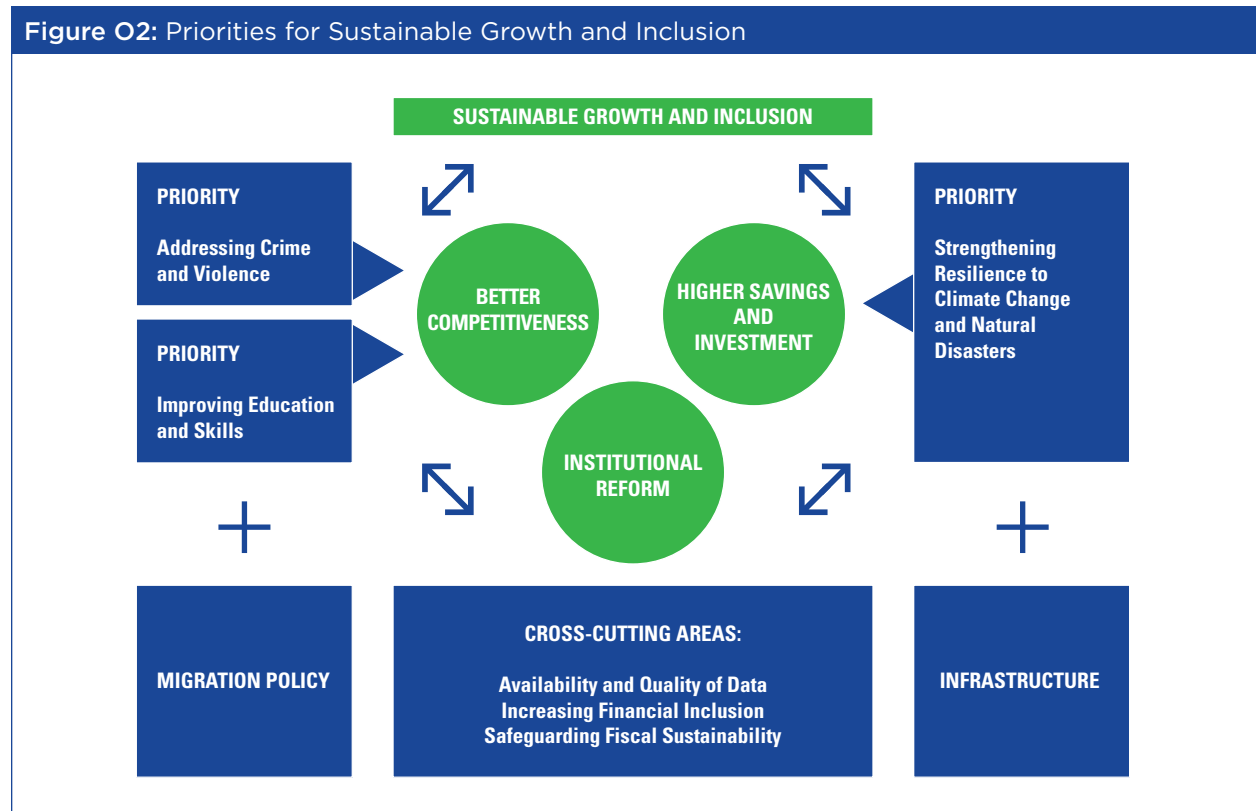 Figure O2: Priorities for Sustainable Growth and Inclusion
SUSTAINABLE GROWTH AND INCLUSION
PRIORITY
Addressing Crime
and Violence
PRIORITY
Improving Education
and Skills
BETTER
COMPETITIVENESS
HIGHER SAVINGS
AND
INVESTMENT
INSTITUTIONAL
REFORM
PRIORITY
Strengthening
Resilience to
Climate Change
and Natural
Disasters
MIGRATION POLICY
CROSS-CUTTING AREAS:
Availability and Quality of Data
Increasing Financial Inclusion
Safeguarding Fiscal Sustainability
INFRASTRUCTURE